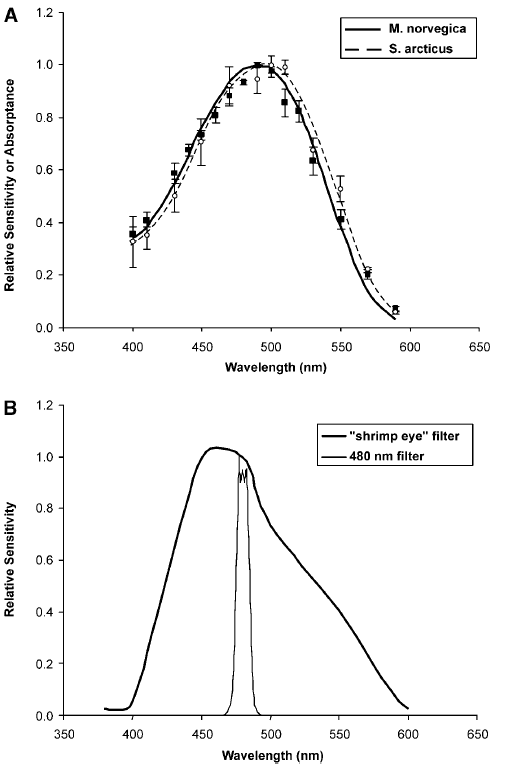 A
1.2
M. norvegica
S. arcticus
1.0
0.8
0.6
0.4
0.2
0.0
Relative Sensitivity or Absorptance
350 400 450 500 550 600 650
Wavelength (nm)
B
1.2
"shrimp eye" filter
480 nm filter
1.0
0.8
0.6
0.4
0.2
0.0
Relative Sensitivity
350 400 450 500 550 600 650
Wavelength (nm)